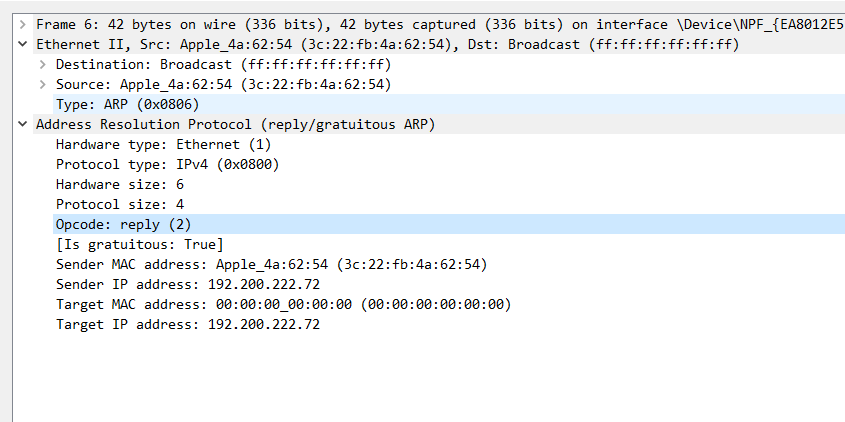 Frame 6: 42 bytes on wire (336 bits), 42 bytes captured (336 bits) on interface \Device\NPF_{EA8012E5
Ethernet II, Src: Apple_4a:62:54 (3c:22:fb:4a:62:54), Dst: Broadcast (ff:ff:ff:ff:ff:ff)
Destination: Broadcast (ff:ff:ff:ff:ff:ff)
Source: Apple_4a:62:54 (3c:22:fb:4a:62:54)
Type: ARP (0x0806)
Address Resolution Protocol (reply/gratuitous ARP)
Hardware type: Ethernet (1)
Protocol type: IPv4 (0x0800)
Hardware size: 6
Protocol size: 4
Opcode: reply (2)
[Is gratuitous: True]
Sender MAC address: Apple_4a:62:54 (3c:22:fb:4a:62:54)
Sender IP address: 192.200.222.72
Target MAC address: 00:00:00_00:00:00 (00:00:00:00:00:00)
Target IP address: 192.200.222.72